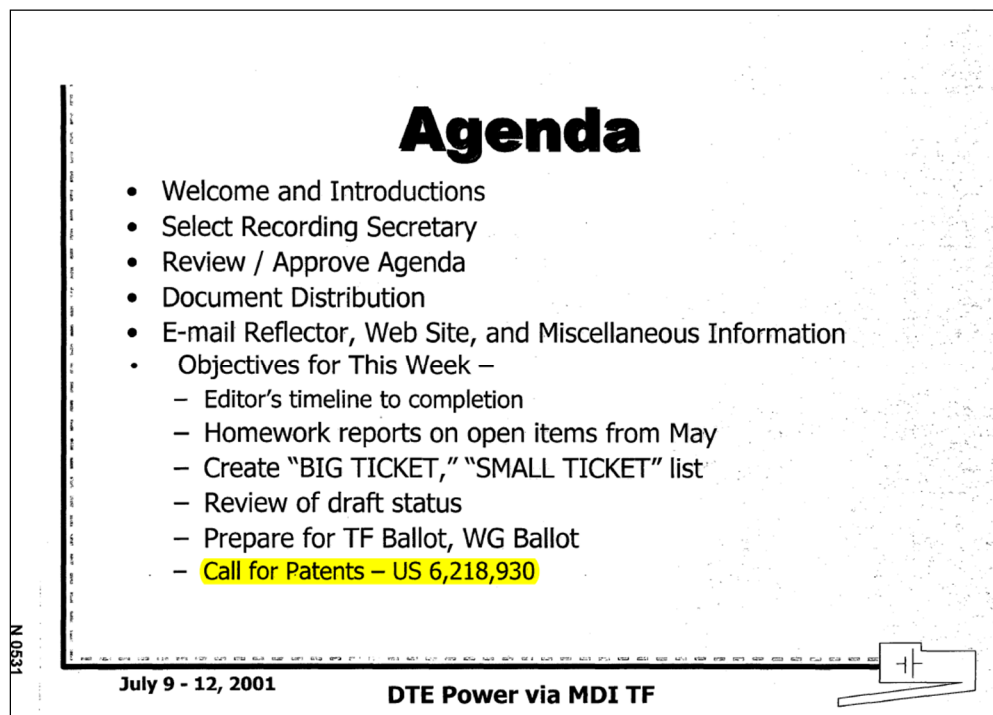 Agenda
• Welcome and Introductions
• Select Recording Secretary
• Review / Approve Agenda
• Document Distribution
• E-mail Reflector, Web Site, and Miscellaneous Information
• Objectives for This Week –
– Editor's timeline to completion
– Homework reports on open items from May
– Create “BIG TICKET,” “SMALL TICKET” list
– Review of draft status
– Prepare for TF Ballot, WG Ballot
– Call for Patents – US 6,218,930
N 0531
July 9 - 12, 2001
DTE Power via MDI TF